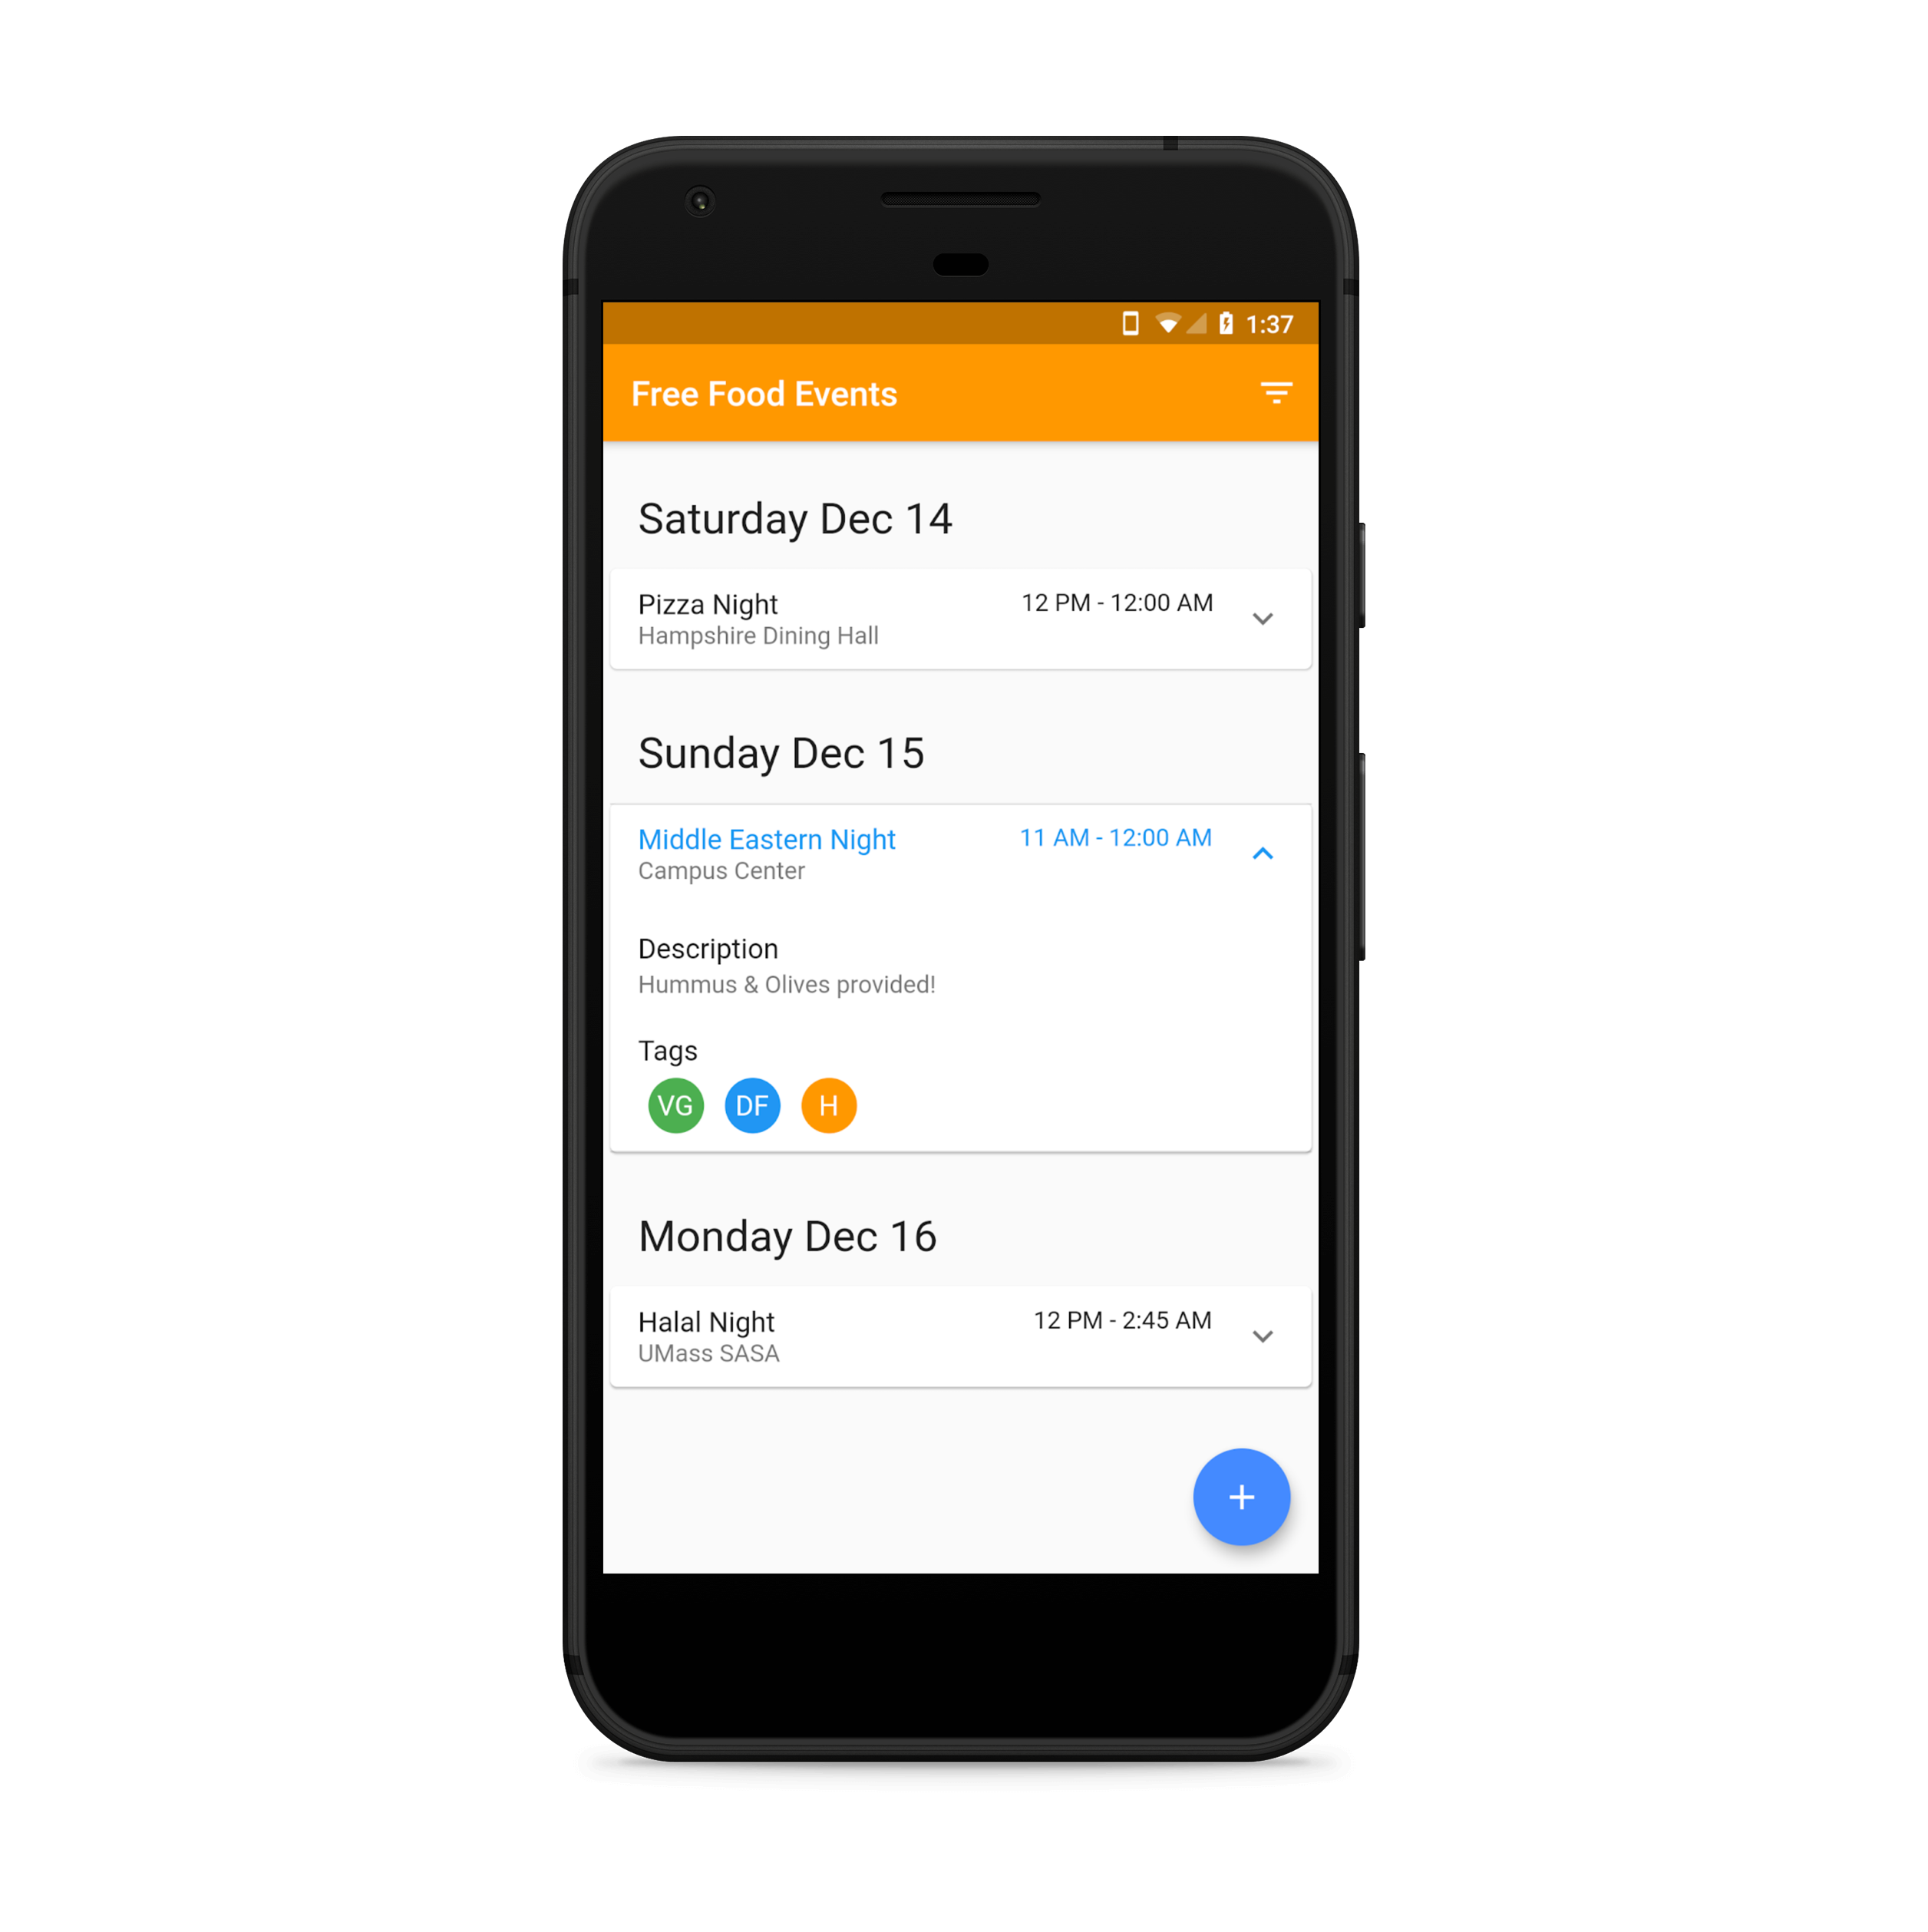 1:37
Free Food Events
Saturday Dec 14
Pizza Night 12 PM - 12:00 AM
Hampshire Dining Hall
Sunday Dec 15
Middle Eastern Night 11 AM - 12:00 AM
Campus Center
Description
Hummus & Olives provided!
Tags
VG DF H
Monday Dec 16
Halal Night 12 PM - 2:45 AM
UMass SASA